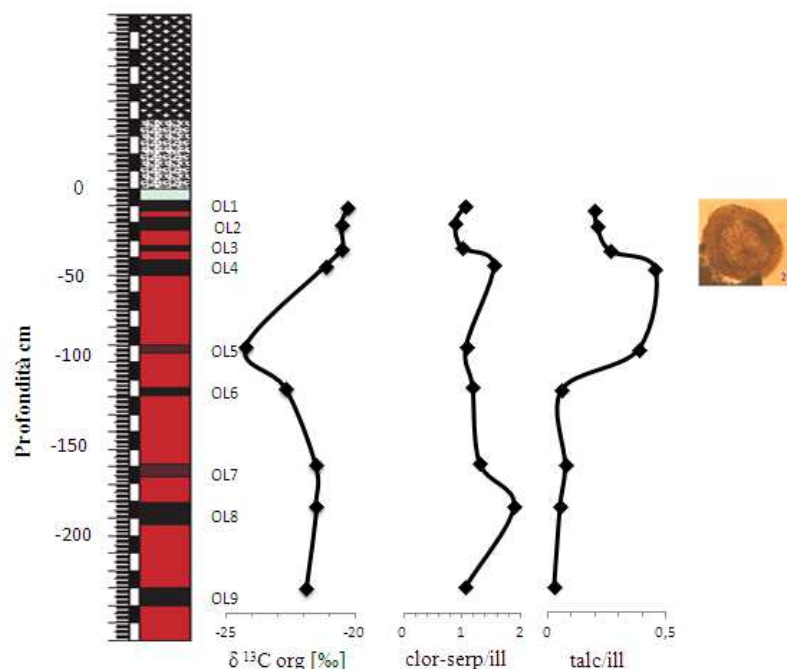 0
OL1
OL2
OL3
OL4
-50
OL5
-100
OL6
-150
OL7
OL8
-200
OL9
Profondità cm
-25
-20
δ ¹³C org [‰]
0
1
2
clor-serp/ill
0
0,5
talc/ill
2